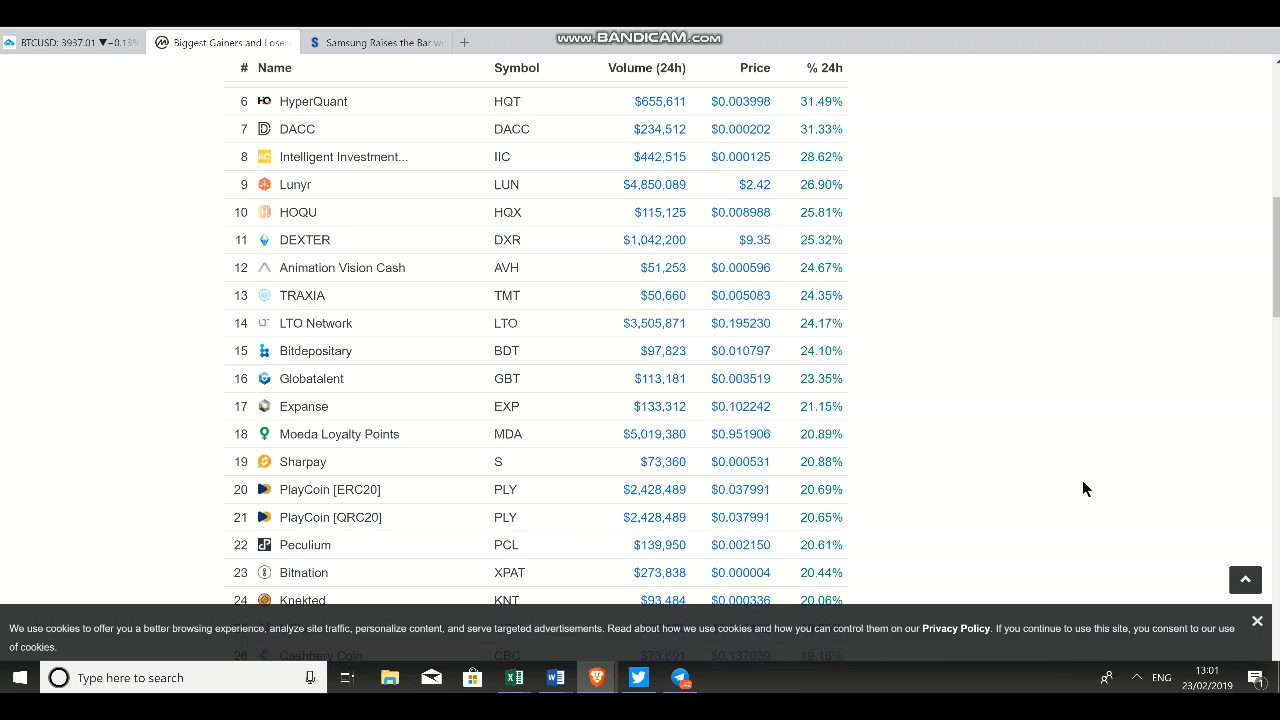 www.BANDICAM.com
BTCUSD: 3937.01 ▼−0.13%
Biggest Gainers and Losers
Samsung Raises the Bar w
# Name Symbol Volume (24h) Price % 24h
6 HyperQuant HQT $655,611 $0.003998 31.49%
7 DACC DACC $234,512 $0.000202 31.33%
8 Intelligent Investment... IIC $442,515 $0.000125 28.62%
9 Lunyr LUN $4,850,089 $2.42 26.90%
10 HOQU HQX $115,125 $0.008988 25.81%
11 DEXTER DXR $1,042,200 $9.35 25.32%
12 Animation Vision Cash AVH $51,253 $0.000596 24.67%
13 TRAXIA TMT $50,660 $0.005083 24.35%
14 LTO Network LTO $3,505,871 $0.195230 24.17%
15 Bitdepositary BDT $97,823 $0.010797 24.10%
16 Globatalent GBT $113,181 $0.003519 23.35%
17 Expanse EXP $133,312 $0.102242 21.15%
18 Moeda Loyalty Points MDA $5,019,380 $0.951906 20.89%
19 Sharpay S $73,360 $0.000531 20.88%
20 PlayCoin [ERC20] PLY $2,428,489 $0.037991 20.69%
21 PlayCoin [QRC20] PLY $2,428,489 $0.037991 20.65%
22 Peculium PCL $139,950 $0.002150 20.61%
23 Bitnation XPAT $273,838 $0.000004 20.44%
24 Knekted KNT $93,484 $0.000336 20.06%
We use cookies to offer you a better browsing experience, analyze site traffic, personalize content, and serve targeted advertisements. Read about how we use cookies and how you can control them on our Privacy Policy. If you continue to use this site, you consent to our use
of cookies.
26 Cashbery Coin CBC $73,691 $0.137039 19.16%
Type here to search
ENG
13:01
23/02/2019